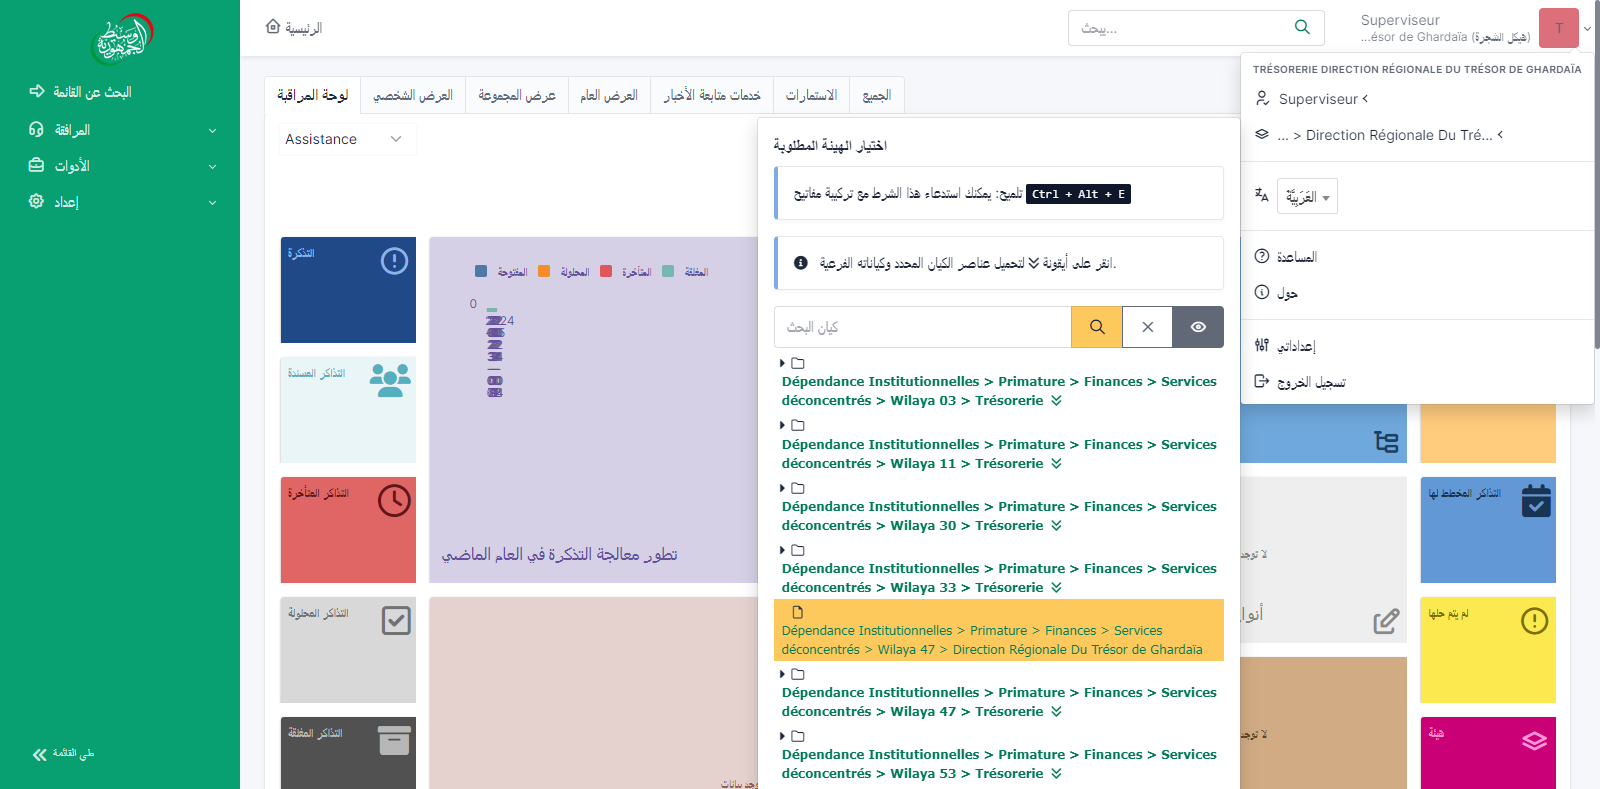 الوسيط
الجمهورية
البحث عن القائمة
المرافقة
الأدوات
إعداد
طي القائمة
الرئيسية
يبحث...
Superviseur
...ésor de Ghardaïa (هيكل الشجرة)
T
لوحة المراقبة
العرض الشخصي
عرض المجموعة
العرض العام
خدمات متابعة الأخبار
الاستمارات
الجميع
Assistance
التذكرة
التذاكر المسندة
التذاكر المتأخرة
التذاكر المحلولة
التذاكر المغلقة
المفتوحة
المحلولة
المتأخرة
المغلقة
0
تطور معالجة التذكرة في العام الماضي
اختيار الهيئة المطلوبة
تلميح: يمكنك استدعاء هذا الشرط مع تركيبة مفاتيح Ctrl + Alt + E
انقر على أيقونة لتحميل عناصر الكيان المحدد وكياناته الفرعية.
كيان البحث
Dépendance Institutionnelles > Primature > Finances > Services
déconcentrés > Wilaya 03 > Trésorerie
Dépendance Institutionnelles > Primature > Finances > Services
déconcentrés > Wilaya 11 > Trésorerie
Dépendance Institutionnelles > Primature > Finances > Services
déconcentrés > Wilaya 30 > Trésorerie
Dépendance Institutionnelles > Primature > Finances > Services
déconcentrés > Wilaya 33 > Trésorerie
Dépendance Institutionnelles > Primature > Finances > Services
déconcentrés > Wilaya 47 > Direction Régionale Du Trésor de Ghardaïa
Dépendance Institutionnelles > Primature > Finances > Services
déconcentrés > Wilaya 47 > Trésorerie
Dépendance Institutionnelles > Primature > Finances > Services
déconcentrés > Wilaya 53 > Trésorerie
TRÉSORERIE DIRECTION RÉGIONALE DU TRÉSOR DE GHARDAÏA
Superviseur
... > Direction Régionale Du Tré...
العَرَبِيَّةُ
المساعدة
حول
إعداداتي
تسجيل الخروج
لا توجد
لا توجد
التذاكر المخطط لها
لم يتم حلها
هيئة